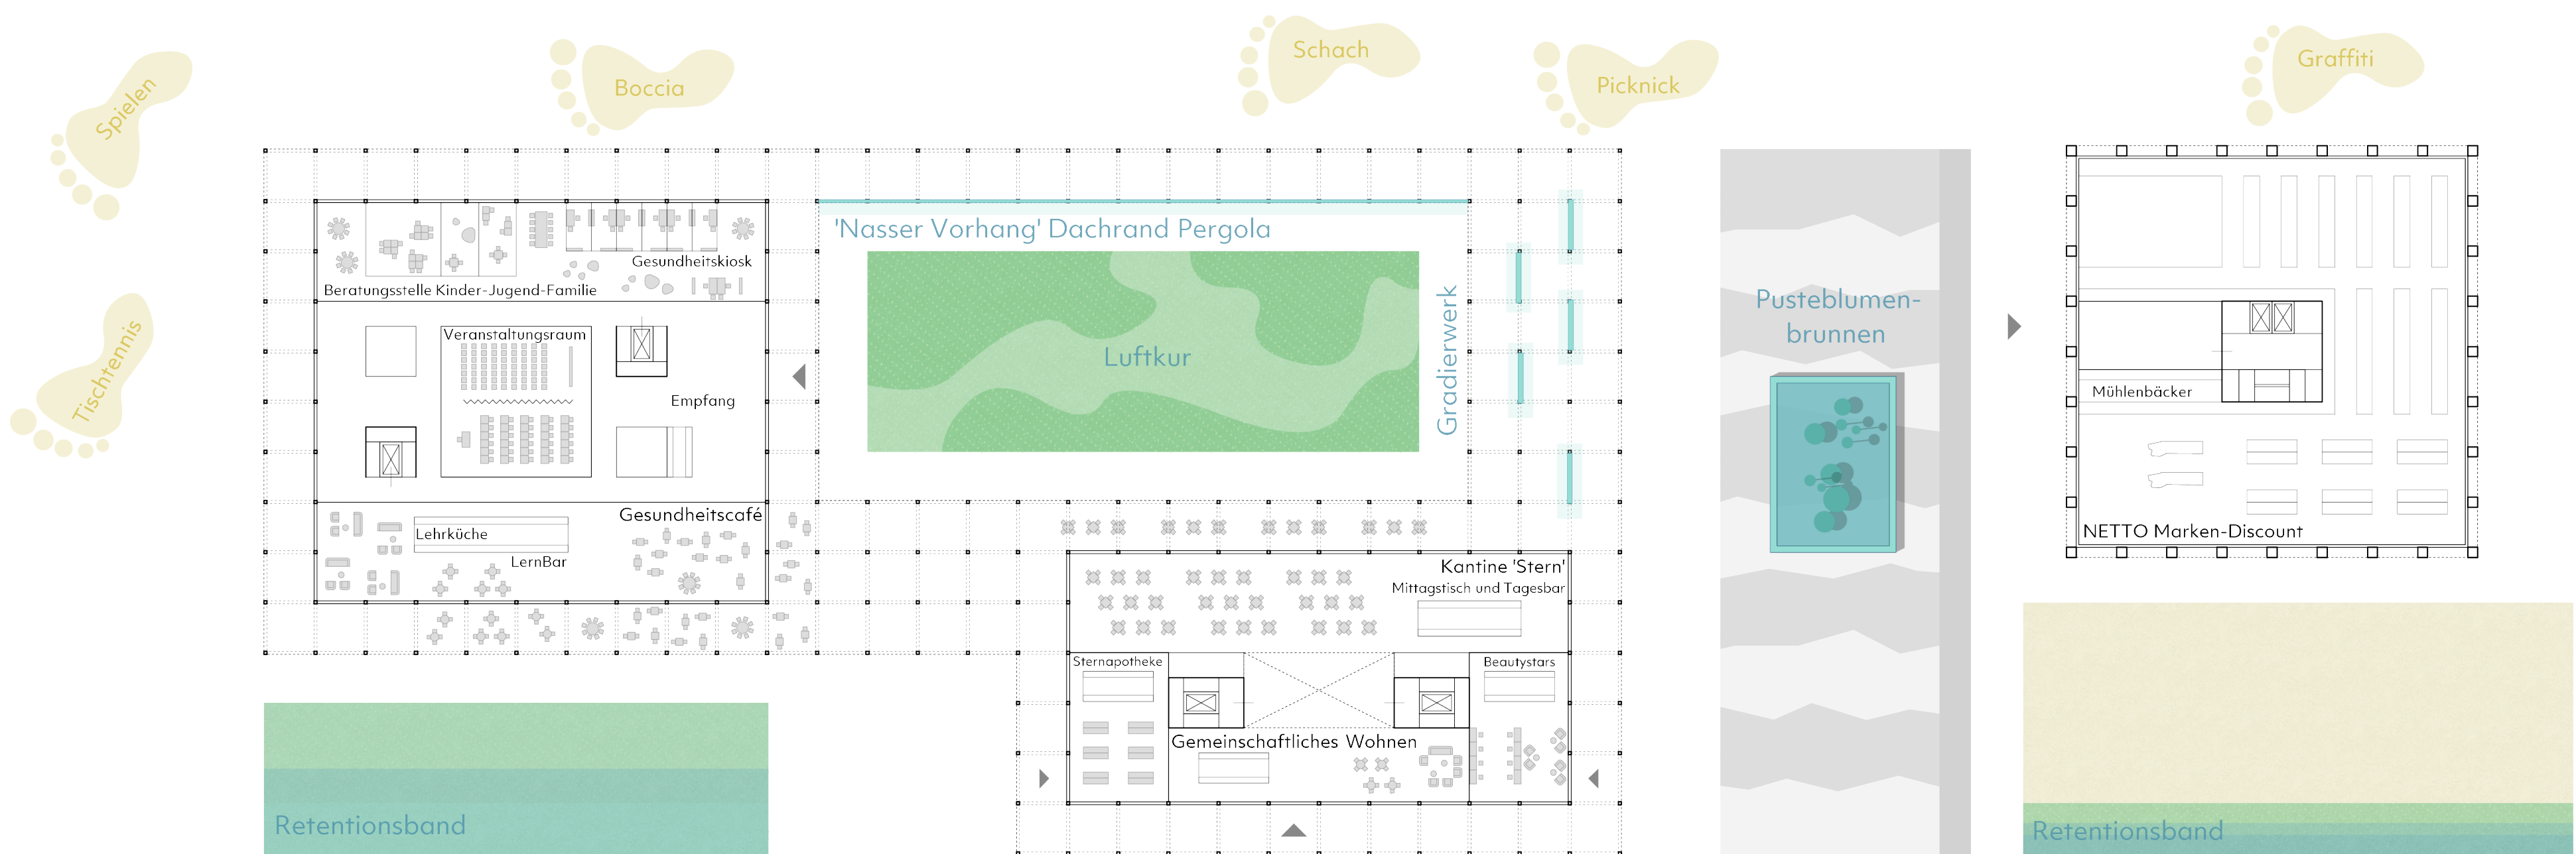 Spielen
Boccia
Schach
Picknick
Graffiti
Tischtennis
'Nasser Vorhang' Dachrand Pergola
Gesundheitskiosk
Beratungsstelle Kinder-Jugend-Familie
Veranstaltungsraum
Empfang
Luftkur
Gradierwerk
Pusteblumen-
brunnen
Mühlenbäcker
NETTO Marken-Discount
Gesundheitscafé
Lehrküche
LernBar
Kantine 'Stern'
Mittagstisch und Tagesbar
Sternapotheke
Beautystars
Gemeinschaftliches Wohnen
Retentionsband
Retentionsband